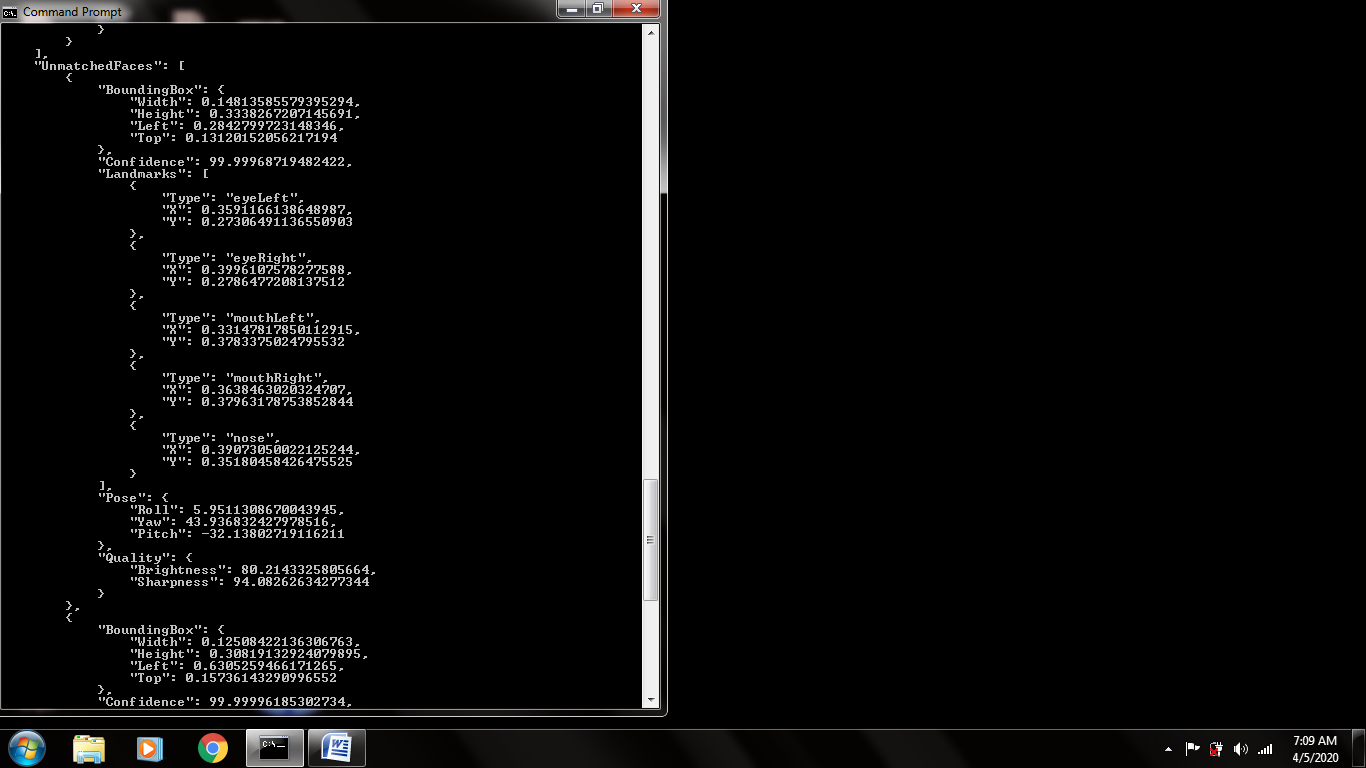 Command Prompt
}
}
],
"UnmatchedFaces": [
{
"BoundingBox": {
"Width": 0.14813585579395294,
"Height": 0.3338267207145691,
"Left": 0.2842799723148346,
"Top": 0.13120152056217194
},
"Confidence": 99.99968719482422,
"Landmarks": [
{
"Type": "eyeLeft",
"X": 0.3591166138648987,
"Y": 0.27306491136550903
},
{
"Type": "eyeRight",
"X": 0.3996107578277588,
"Y": 0.2786477208137512
},
{
"Type": "mouthLeft",
"X": 0.33147817850112915,
"Y": 0.3783375024795532
},
{
"Type": "mouthRight",
"X": 0.3638463020324707,
"Y": 0.37963178753852844
},
{
"Type": "nose",
"X": 0.39073050022125244,
"Y": 0.35180458426475525
}
],
"Pose": {
"Roll": 5.9511308670043945,
"Yaw": 43.936832427978516,
"Pitch": -32.13802719116211
},
"Quality": {
"Brightness": 80.2143325805664,
"Sharpness": 94.08262634277344
}
},
{
"BoundingBox": {
"Width": 0.12508422136306763,
"Height": 0.30819132924079895,
"Left": 0.6305259466171265,
"Top": 0.15736143290996552
},
"Confidence": 99.99996185302734,
7:09 AM
4/5/2020